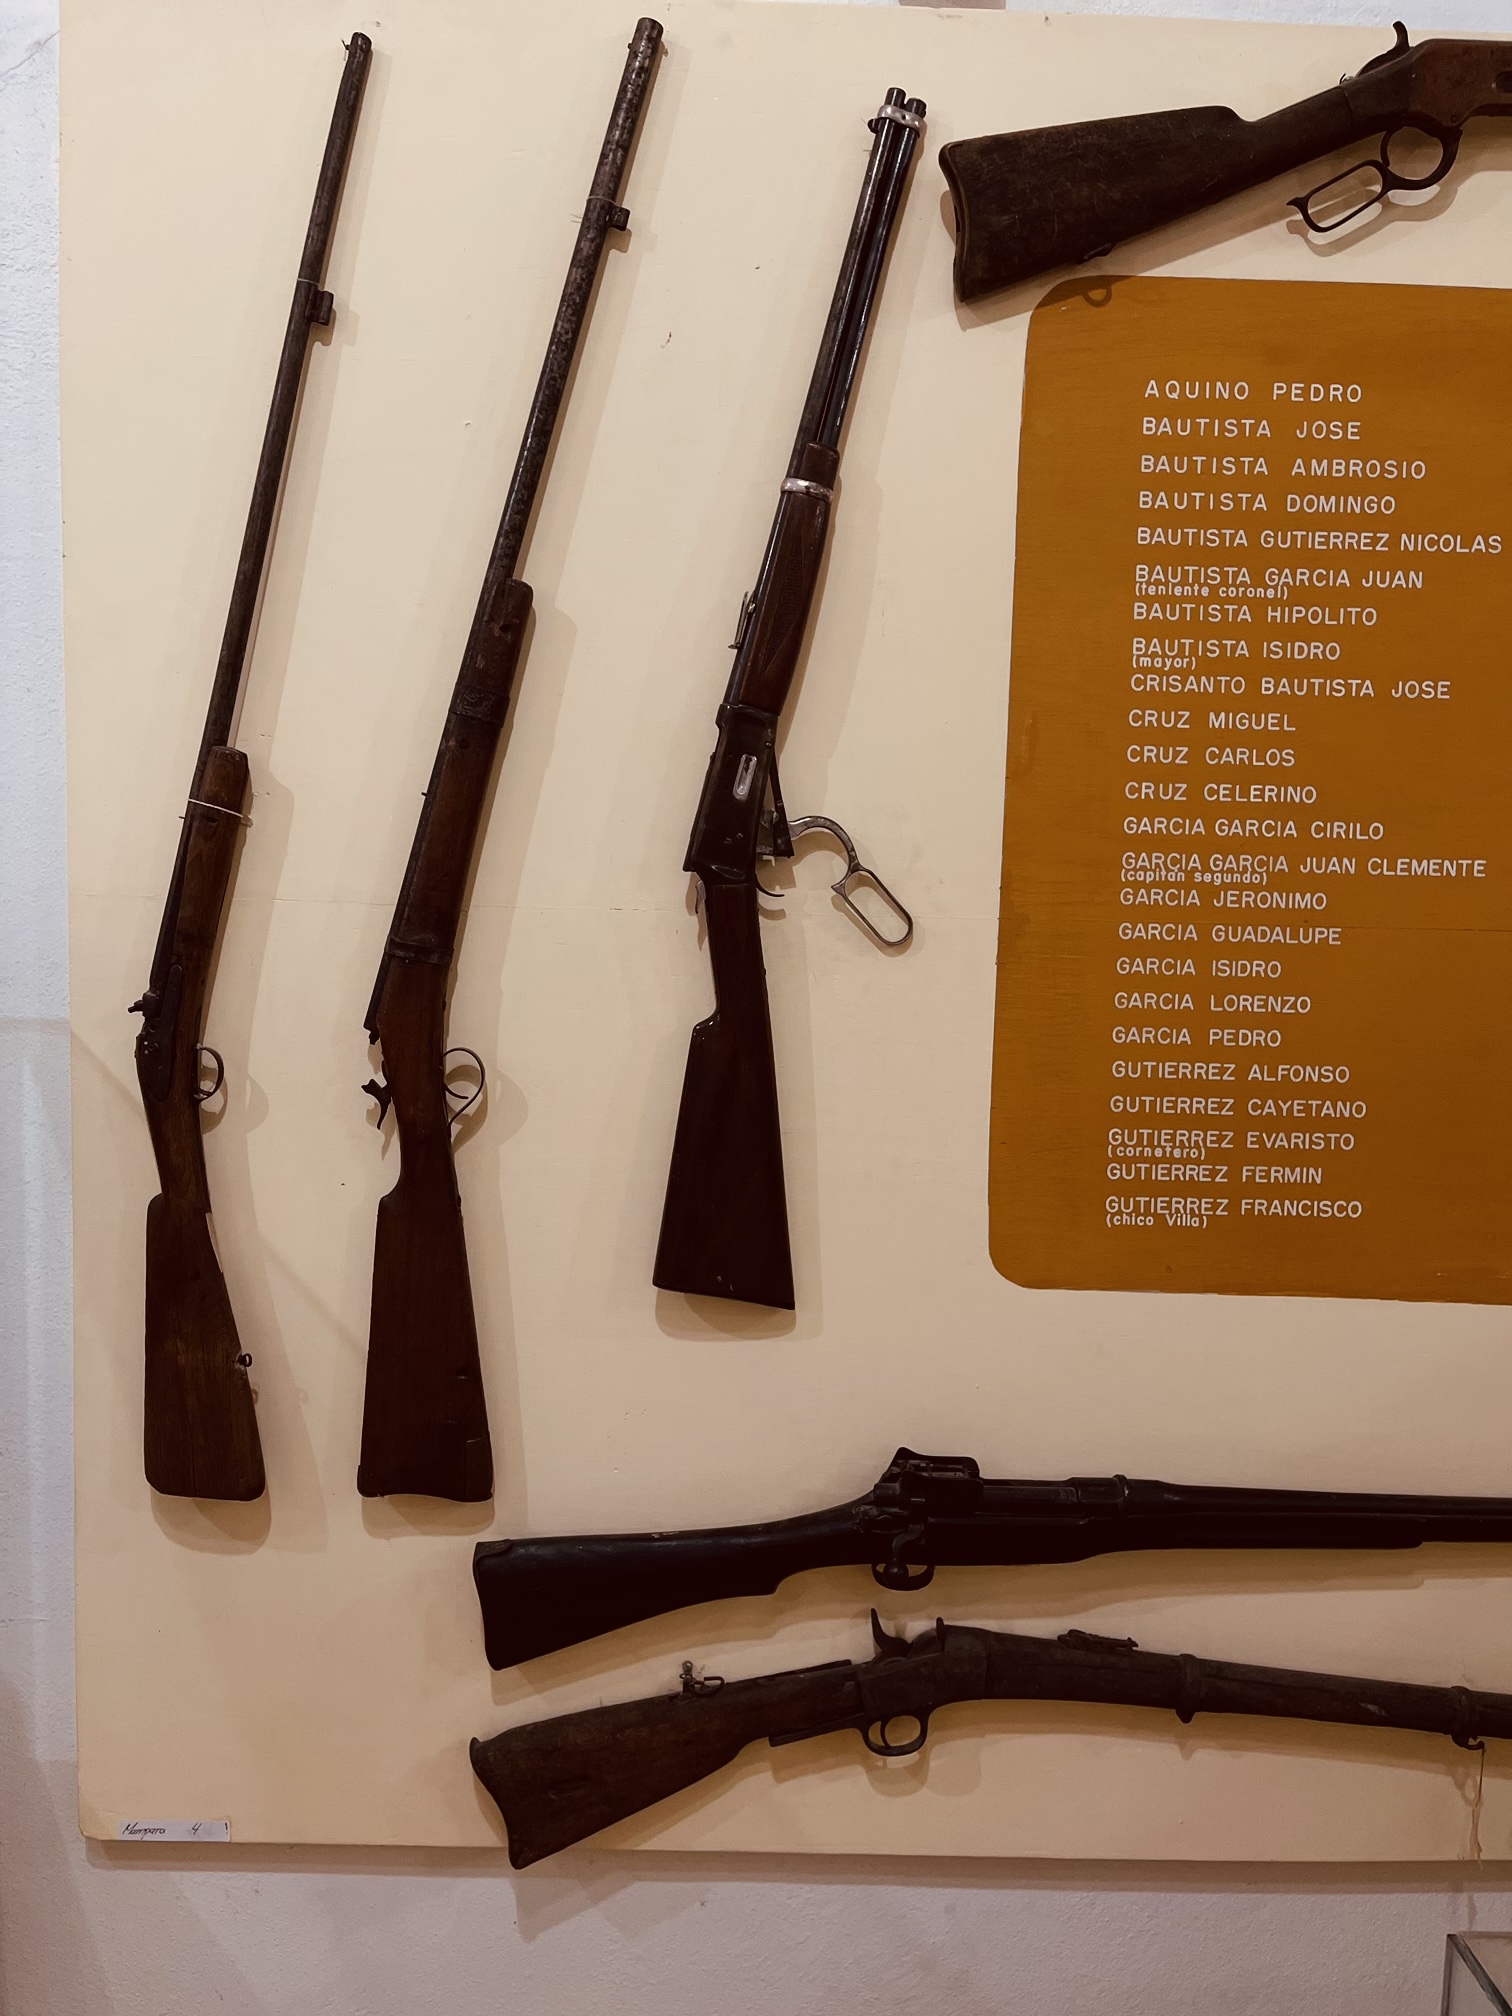 AQUINO PEDRO
BAUTISTA JOSE
BAUTISTA AMBROSIO
BAUTISTA DOMINGO
BAUTISTA GUTIERREZ NICOLAS
BAUTISTA GARCIA JUAN
(teniente coronel)
BAUTISTA HIPOLITO
BAUTISTA ISIDRO
(mayor)
CRISANTO BAUTISTA JOSE
CRUZ MIGUEL
CRUZ CARLOS
CRUZ CELERINO
GARCIA GARCIA CIRILO
GARCIA GARCIA JUAN CLEMENTE
(capitan segundo)
GARCIA JERONIMO
GARCIA GUADALUPE
GARCIA ISIDRO
GARCIA LORENZO
GARCIA PEDRO
GUTIERREZ ALFONSO
GUTIERREZ CAYETANO
GUTIERREZ EVARISTO
(cornetero)
GUTIERREZ FERMIN
GUTIERREZ FRANCISCO
(chico Villa)
Mampara 4